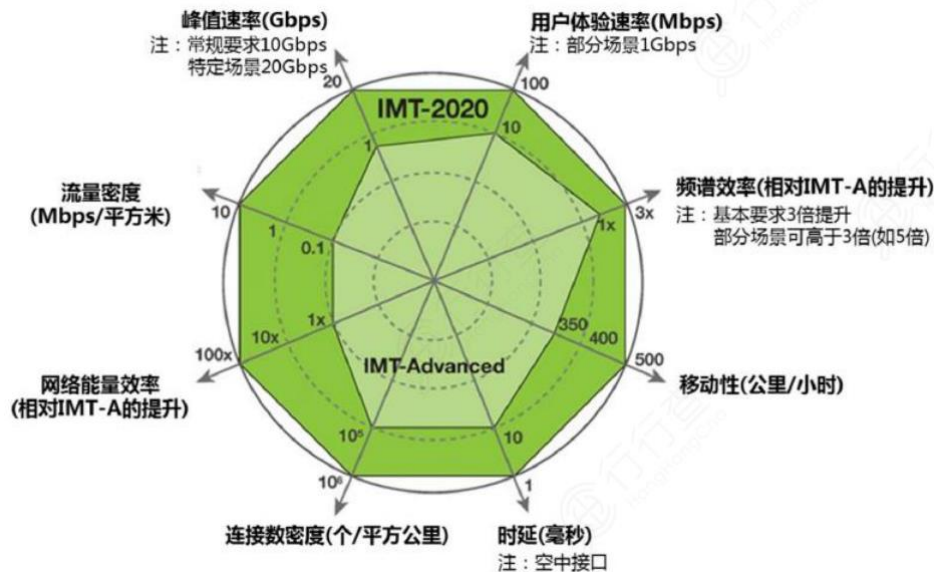 峰值速率(Gbps)
注：常规要求10Gbps
特定场景20Gbps
用户体验速率(Mbps)
注：部分场景1Gbps
20
100
IMT-2020
1
10
流量密度
(Mbps/平方米)
10
1
0.1
频谱效率(相对IMT-A的提升)
注：基本要求3倍提升
部分场景可高于3倍(如5倍)
3x
1x
网络能量效率
(相对IMT-A的提升)
100x
10x
1x
350
400
500
移动性(公里/小时)
IMT-Advanced
10⁵
10
10⁶
1
连接数密度(个/平方公里)
时延(毫秒)
注：空中接口
行行查